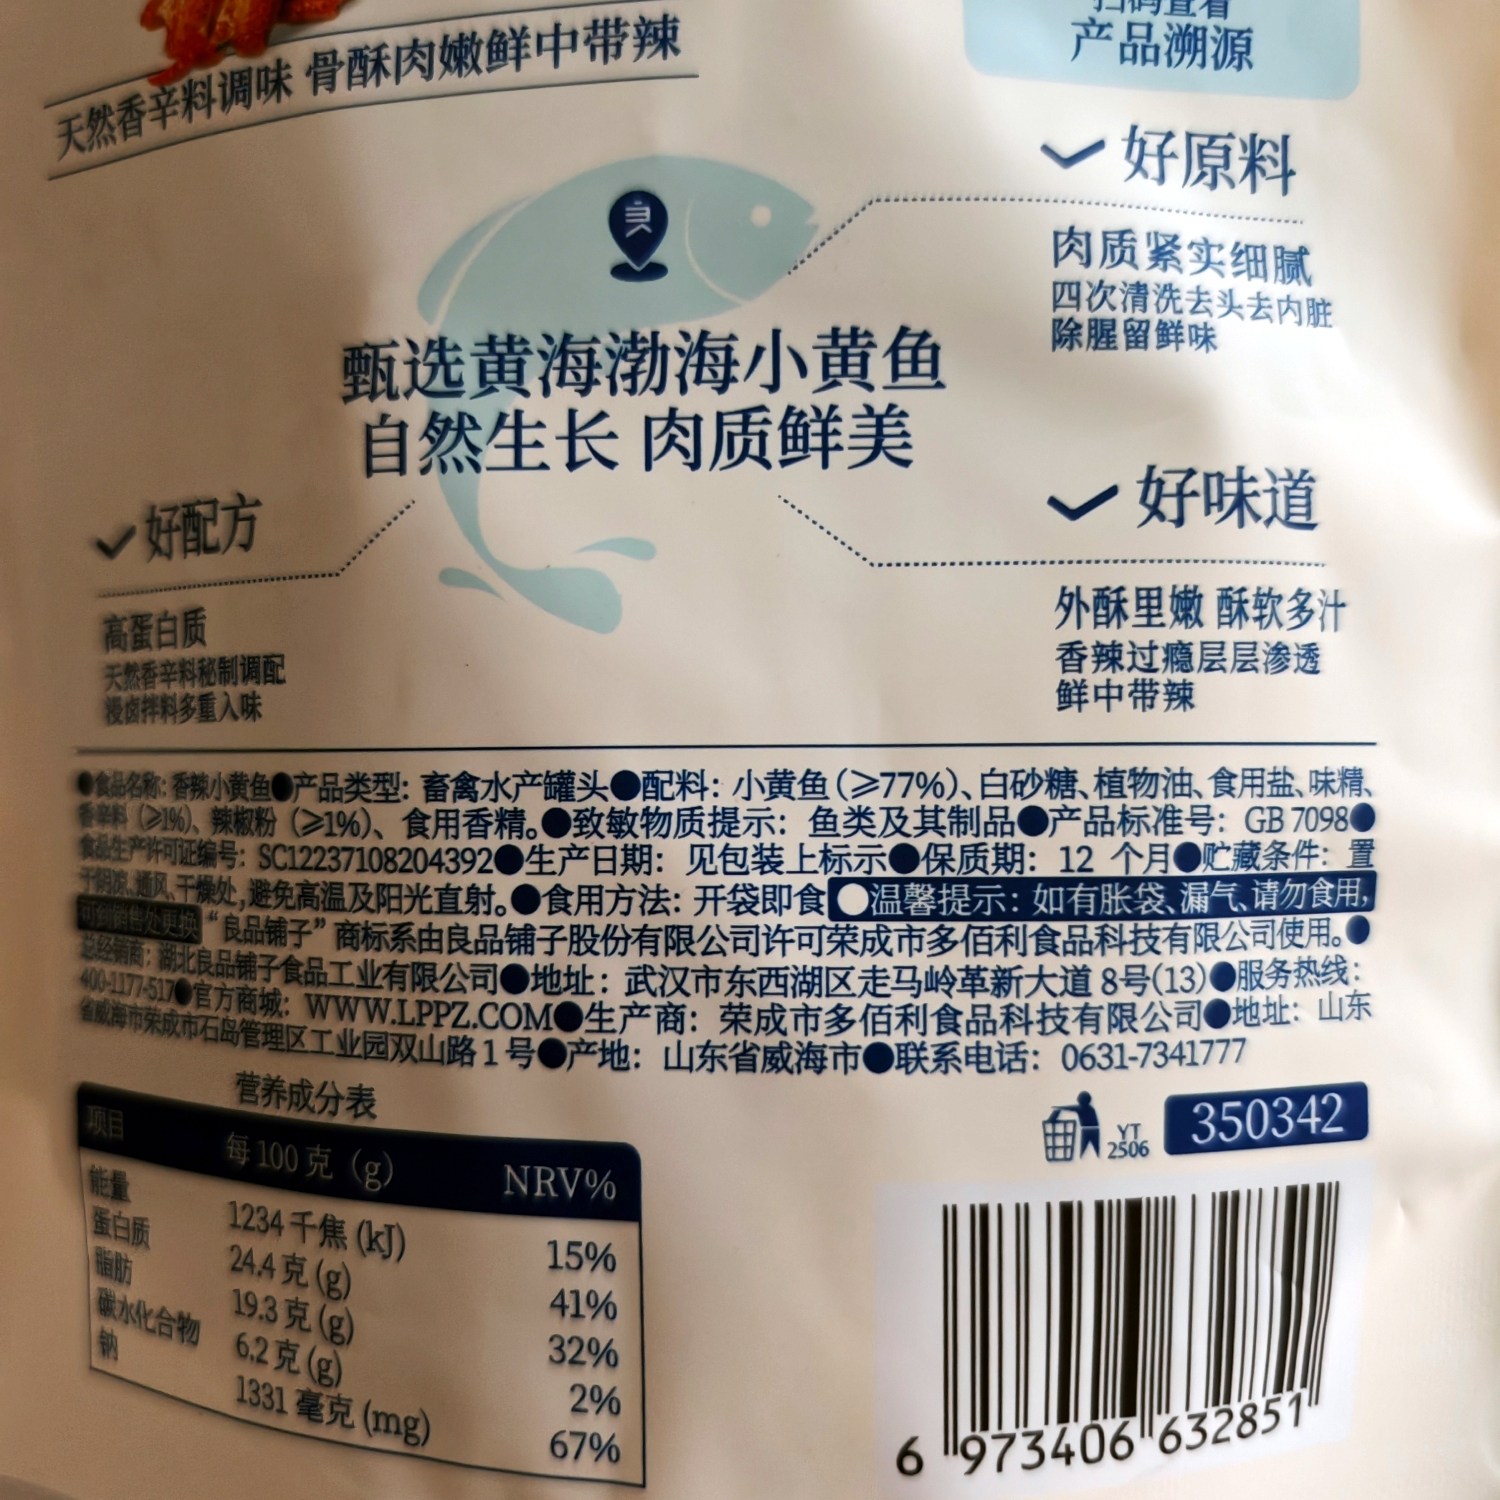 天然香辛料调味 骨酥肉嫩鲜中带辣
扫码查看
产品溯源
好原料
肉质紧实细腻
四次清洗去头去内脏
除腥留鲜味
良
甄选黄海渤海小黄鱼
自然生长 肉质鲜美
好配方
高蛋白质
天然香辛料秘制调配
浸卤拌料多重入味
好味道
外酥里嫩 酥软多汁
香辣过瘾层层渗透
鲜中带辣
●食品名称: 香辣小黄鱼●产品类型: 畜禽水产罐头●配料: 小黄鱼(≥77%)、白砂糖、植物油、食用盐、味精、
香辛料 (≥1%)、辣椒粉 (≥1%)、食用香精。●致敏物质提示: 鱼类及其制品●产品标准号: GB 7098●
食品生产许可证编号: SC12237108204392●生产日期: 见包装上标示●保质期: 12 个月●贮藏条件: 置
于阴凉、通风、干燥处,避免高温及阳光直射。●食用方法: 开袋即食●温馨提示: 如有胀袋、漏气、请勿食用,
可到销售处更换 “良品铺子”商标系由良品铺子股份有限公司许可荣成市多佰利食品科技有限公司使用。●
总经销商: 湖北良品铺子食品工业有限公司●地址: 武汉市东西湖区走马岭革新大道 8号(13)●服务热线:
400-1177-517●官方商城: WWW.LPPZ.COM●生产商: 荣成市多佰利食品科技有限公司●地址: 山东
省威海市荣成市石岛管理区工业园双山路1号●产地: 山东省威海市●联系电话: 0631-7341777
营养成分表
项目 每100克 (g) NRV%
能量 1234 千焦 (kJ) 15%
蛋白质 24.4 克 (g) 41%
脂肪 19.3 克 (g) 32%
碳水化合物 6.2 克 (g) 2%
钠 1331 毫克 (mg) 67%
YT
2506
350342
6 973406 632851